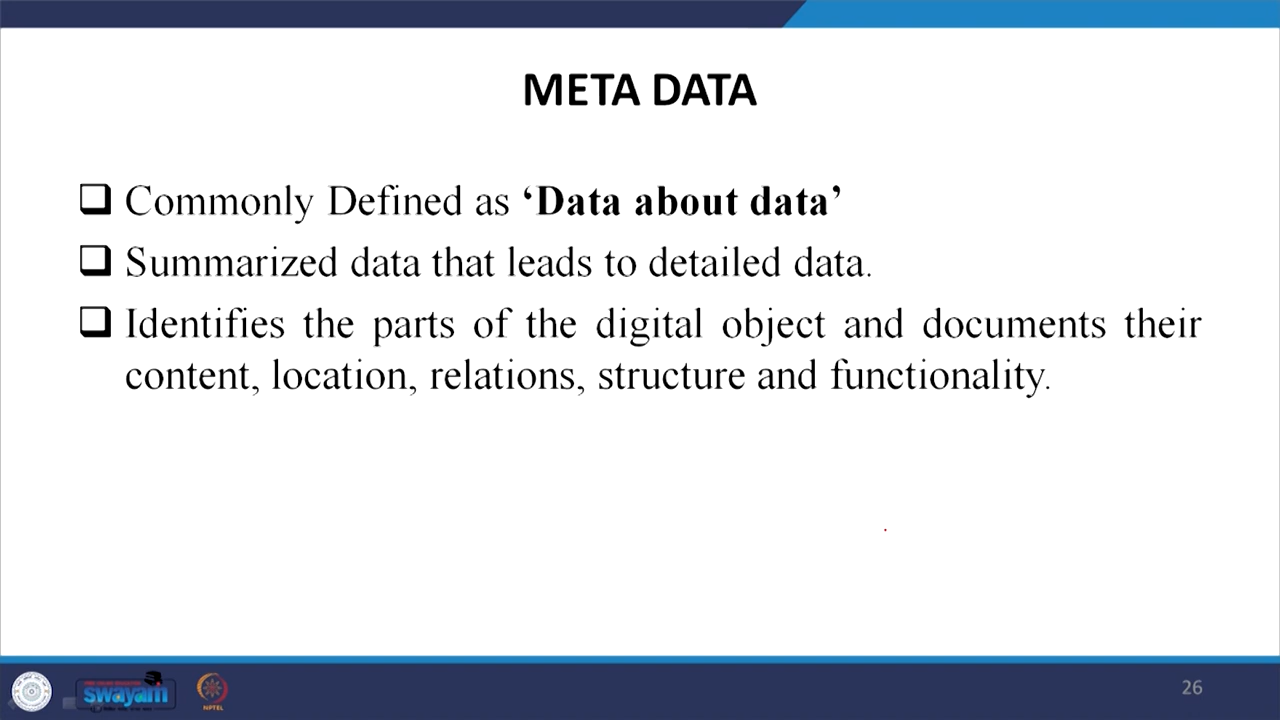 META DATA
Commonly Defined as ‘Data about data’
Summarized data that leads to detailed data.
Identifies the parts of the digital object and documents their
content, location, relations, structure and functionality.
swayam
NPTEL
26